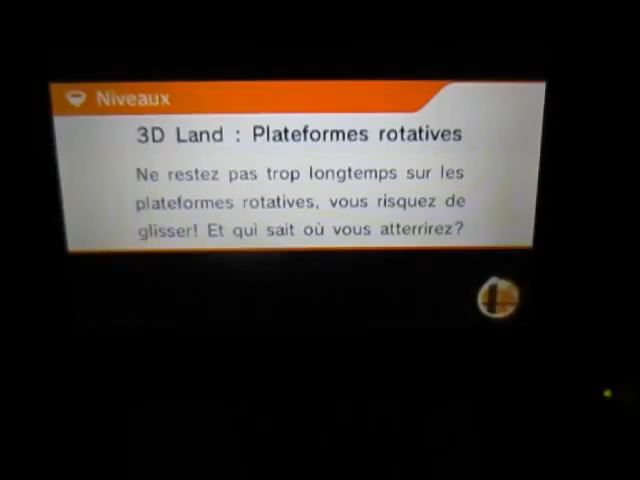 Niveaux
3D Land : Plateformes rotatives
Ne restez pas trop longtemps sur les
plateformes rotatives, vous risquez de
glisser! Et qui sait où vous atterrirez?